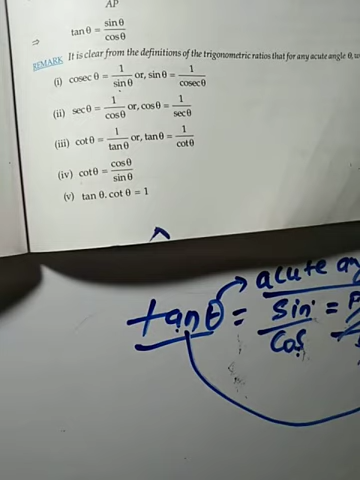 AP
⇒ tan θ = sin θ / cos θ
REMARK It is clear from the definitions of the trigonometric ratios that for any acute angle θ, w
(i) cosec θ = 1 / sin θ or, sin θ = 1 / cosec θ
(ii) sec θ = 1 / cos θ or, cos θ = 1 / sec θ
(iii) cot θ = 1 / tan θ or, tan θ = 1 / cot θ
(iv) cot θ = cos θ / sin θ
(v) tan θ. cot θ = 1
acute an
tanθ = Sin / Cos = P